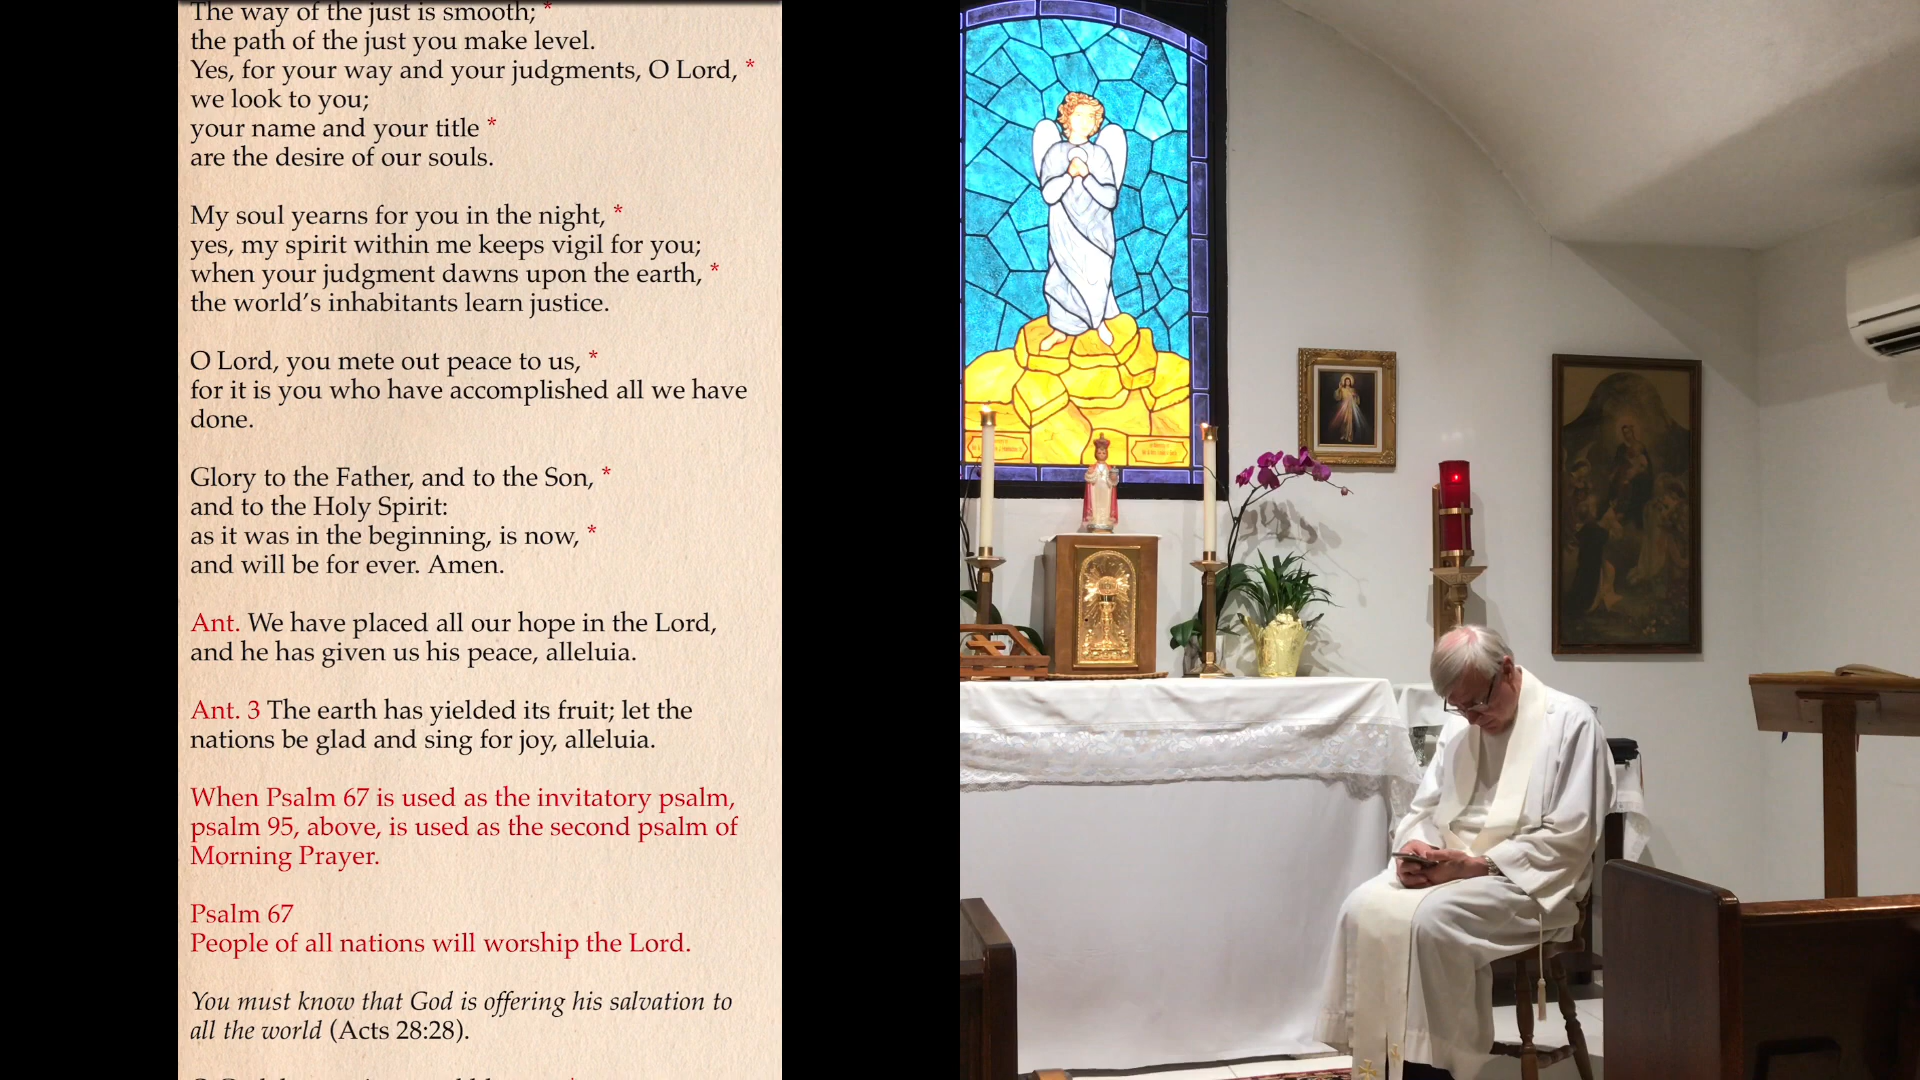 The way of the just is smooth; *
the path of the just you make level.
Yes, for your way and your judgments, O Lord, *
we look to you;
your name and your title *
are the desire of our souls.
My soul yearns for you in the night, *
yes, my spirit within me keeps vigil for you;
when your judgment dawns upon the earth, *
the world’s inhabitants learn justice.
O Lord, you mete out peace to us, *
for it is you who have accomplished all we have
done.
Glory to the Father, and to the Son, *
and to the Holy Spirit:
as it was in the beginning, is now, *
and will be for ever. Amen.
Ant. We have placed all our hope in the Lord,
and he has given us his peace, alleluia.
Ant. 3 The earth has yielded its fruit; let the
nations be glad and sing for joy, alleluia.
When Psalm 67 is used as the invitatory psalm,
psalm 95, above, is used as the second psalm of
Morning Prayer.
Psalm 67
People of all nations will worship the Lord.
You must know that God is offering his salvation to
all the world (Acts 28:28).